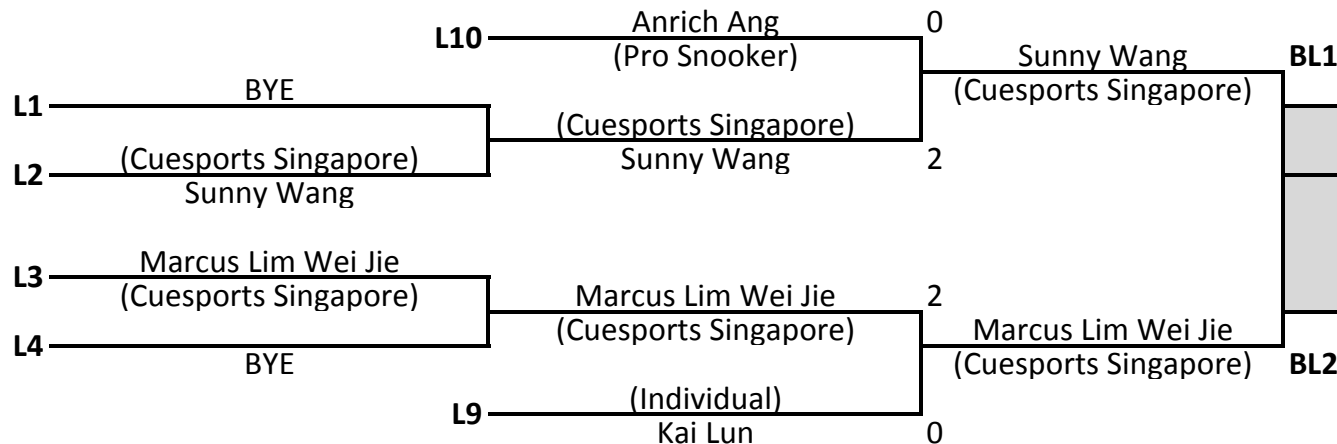 L10 Anrich Ang 0
(Pro Snooker)
Sunny Wang BL1
(Cuesports Singapore)
L1 BYE
(Cuesports Singapore)
Sunny Wang 2
L2 (Cuesports Singapore)
Sunny Wang
L3 Marcus Lim Wei Jie
(Cuesports Singapore)
Marcus Lim Wei Jie 2
(Cuesports Singapore)
L4 BYE
Marcus Lim Wei Jie
(Cuesports Singapore) BL2
L9 (Individual)
Kai Lun 0